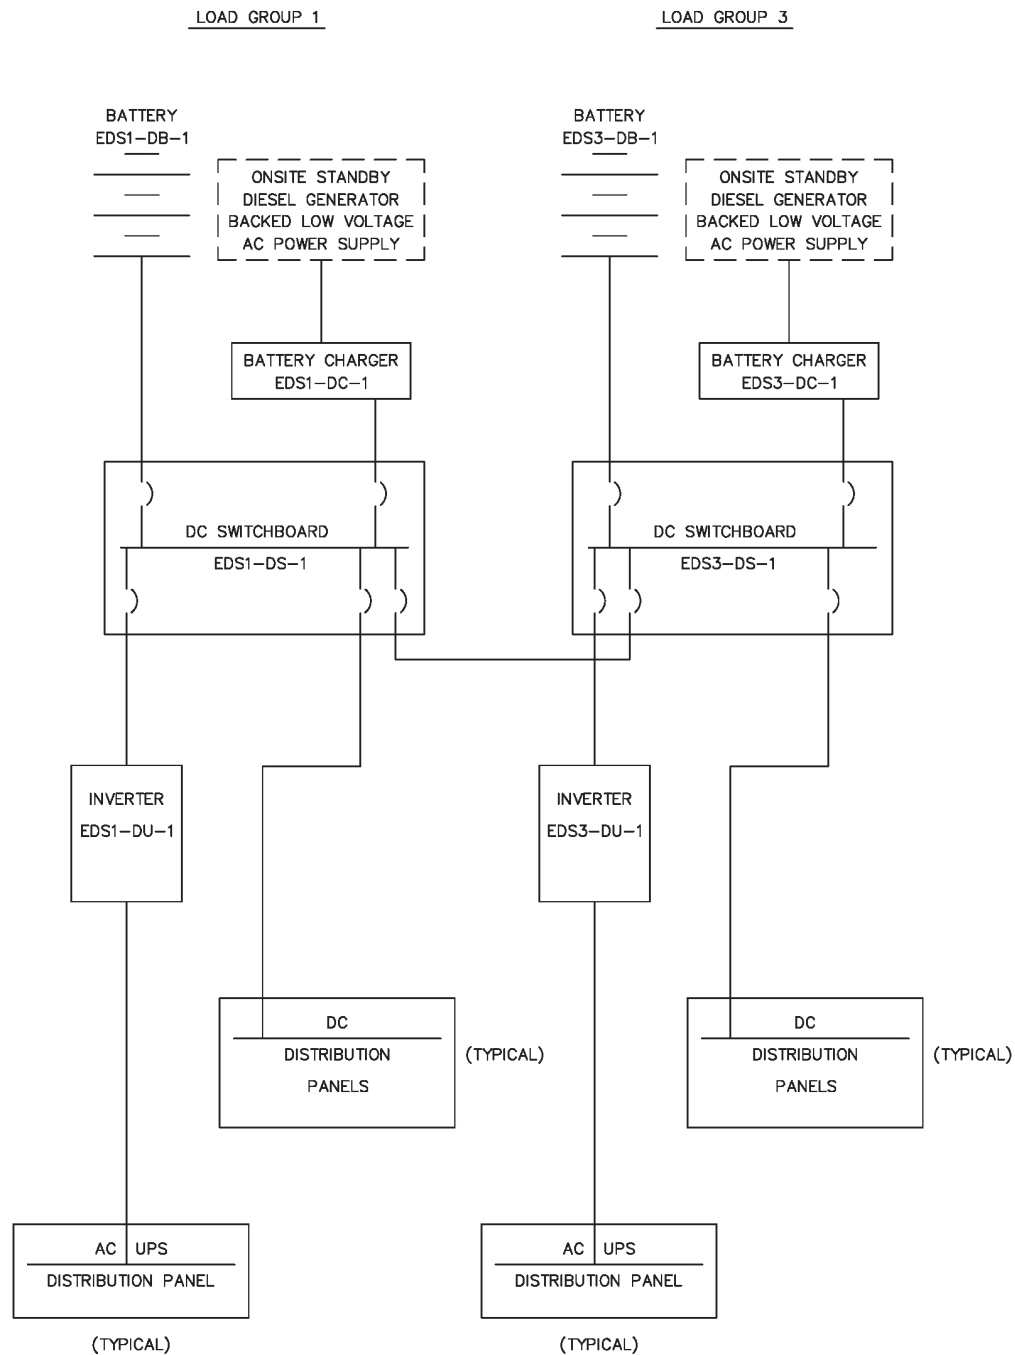 LOAD GROUP 1
LOAD GROUP 3
BATTERY
EDS1-DB-1
ONSITE STANDBY
DIESEL GENERATOR
BACKED LOW VOLTAGE
AC POWER SUPPLY
BATTERY
EDS3-DB-1
ONSITE STANDBY
DIESEL GENERATOR
BACKED LOW VOLTAGE
AC POWER SUPPLY
BATTERY CHARGER
EDS1-DC-1
BATTERY CHARGER
EDS3-DC-1
DC SWITCHBOARD
EDS1-DS-1
DC SWITCHBOARD
EDS3-DS-1
INVERTER
EDS1-DU-1
INVERTER
EDS3-DU-1
DC
DISTRIBUTION
PANELS
(TYPICAL)
DC
DISTRIBUTION
PANELS
(TYPICAL)
AC UPS
DISTRIBUTION PANEL
(TYPICAL)
AC UPS
DISTRIBUTION PANEL
(TYPICAL)